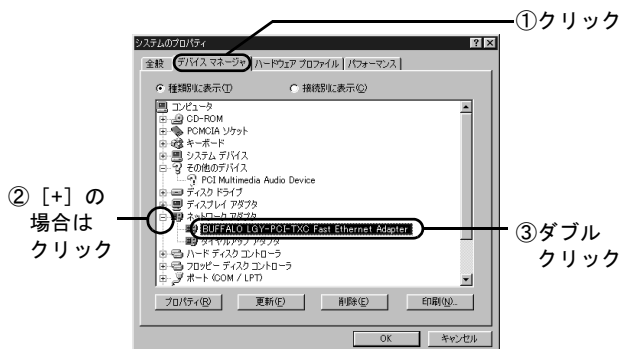 ①クリック
システムのプロパティ
全般 デバイス マネージャ ハードウェア プロファイル パフォーマンス
種類別に表示(T) 接続別に表示(C)
コンピュータ
CD-ROM
PCMCIA ソケット
キーボード
システム デバイス
その他のデバイス
PCI Multimedia Audio Device
ディスク ドライブ
ディスプレイ アダプタ
ネットワーク アダプタ
BUFFALO LGY-PCI-TXC Fast Ethernet Adapter
ダイヤルアップ アダプタ
ハード ディスク コントローラ
フロッピー ディスク コントローラ
ポート (COM / LPT)
②[+]の
場合は
クリック
③ダブル
クリック
プロパティ(R) 更新(F) 削除(E) 印刷(N)...
OK キャンセル